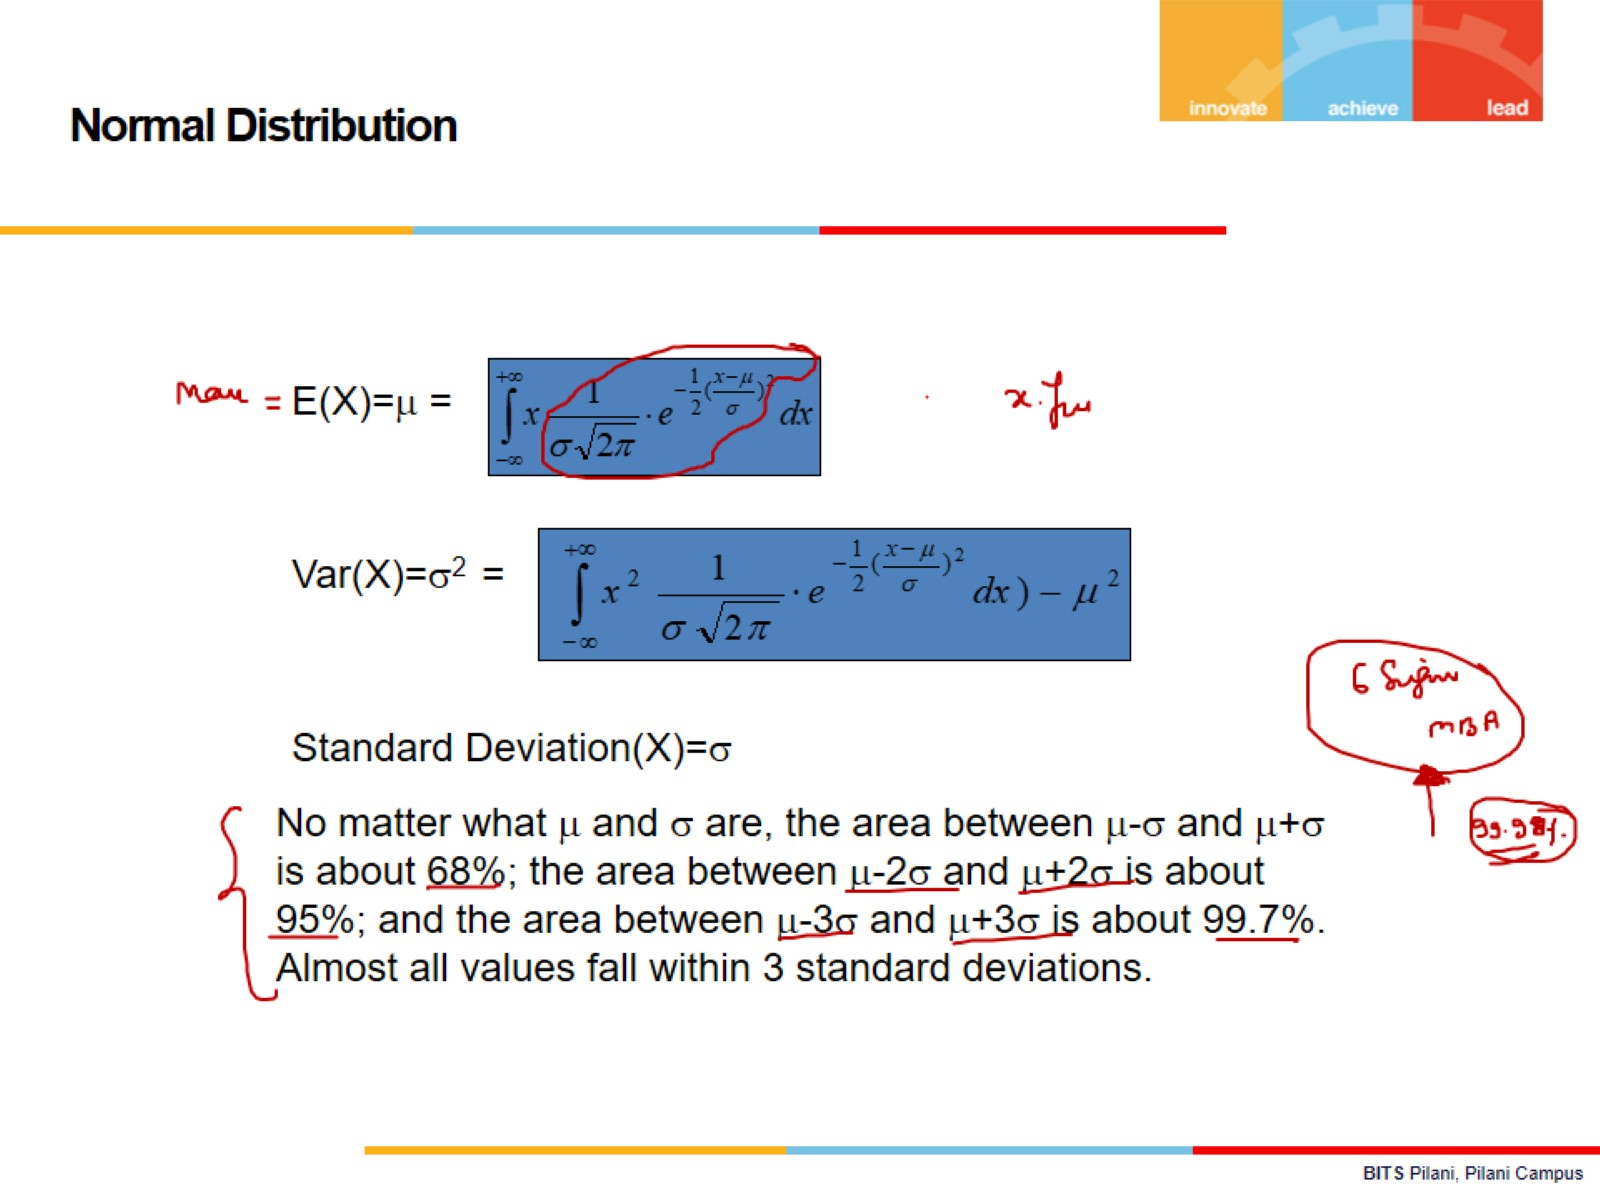 innovate achieve lead
Normal Distribution
= E(X)=μ = ∫_{-∞}^{+∞} x 1/(σ√2π) · e^{-1/2((x-μ)/σ)^2} dx
Var(X)=σ² = ∫_{-∞}^{+∞} x² 1/(σ√2π) · e^{-1/2((x-μ)/σ)^2} dx) – μ²
6 Sigma
MBA
Standard Deviation(X)=σ
No matter what μ and σ are, the area between μ-σ and μ+σ
is about 68%; the area between μ-2σ and μ+2σ is about
95%; and the area between μ-3σ and μ+3σ is about 99.7%.
Almost all values fall within 3 standard deviations.
BITS Pilani, Pilani Campus